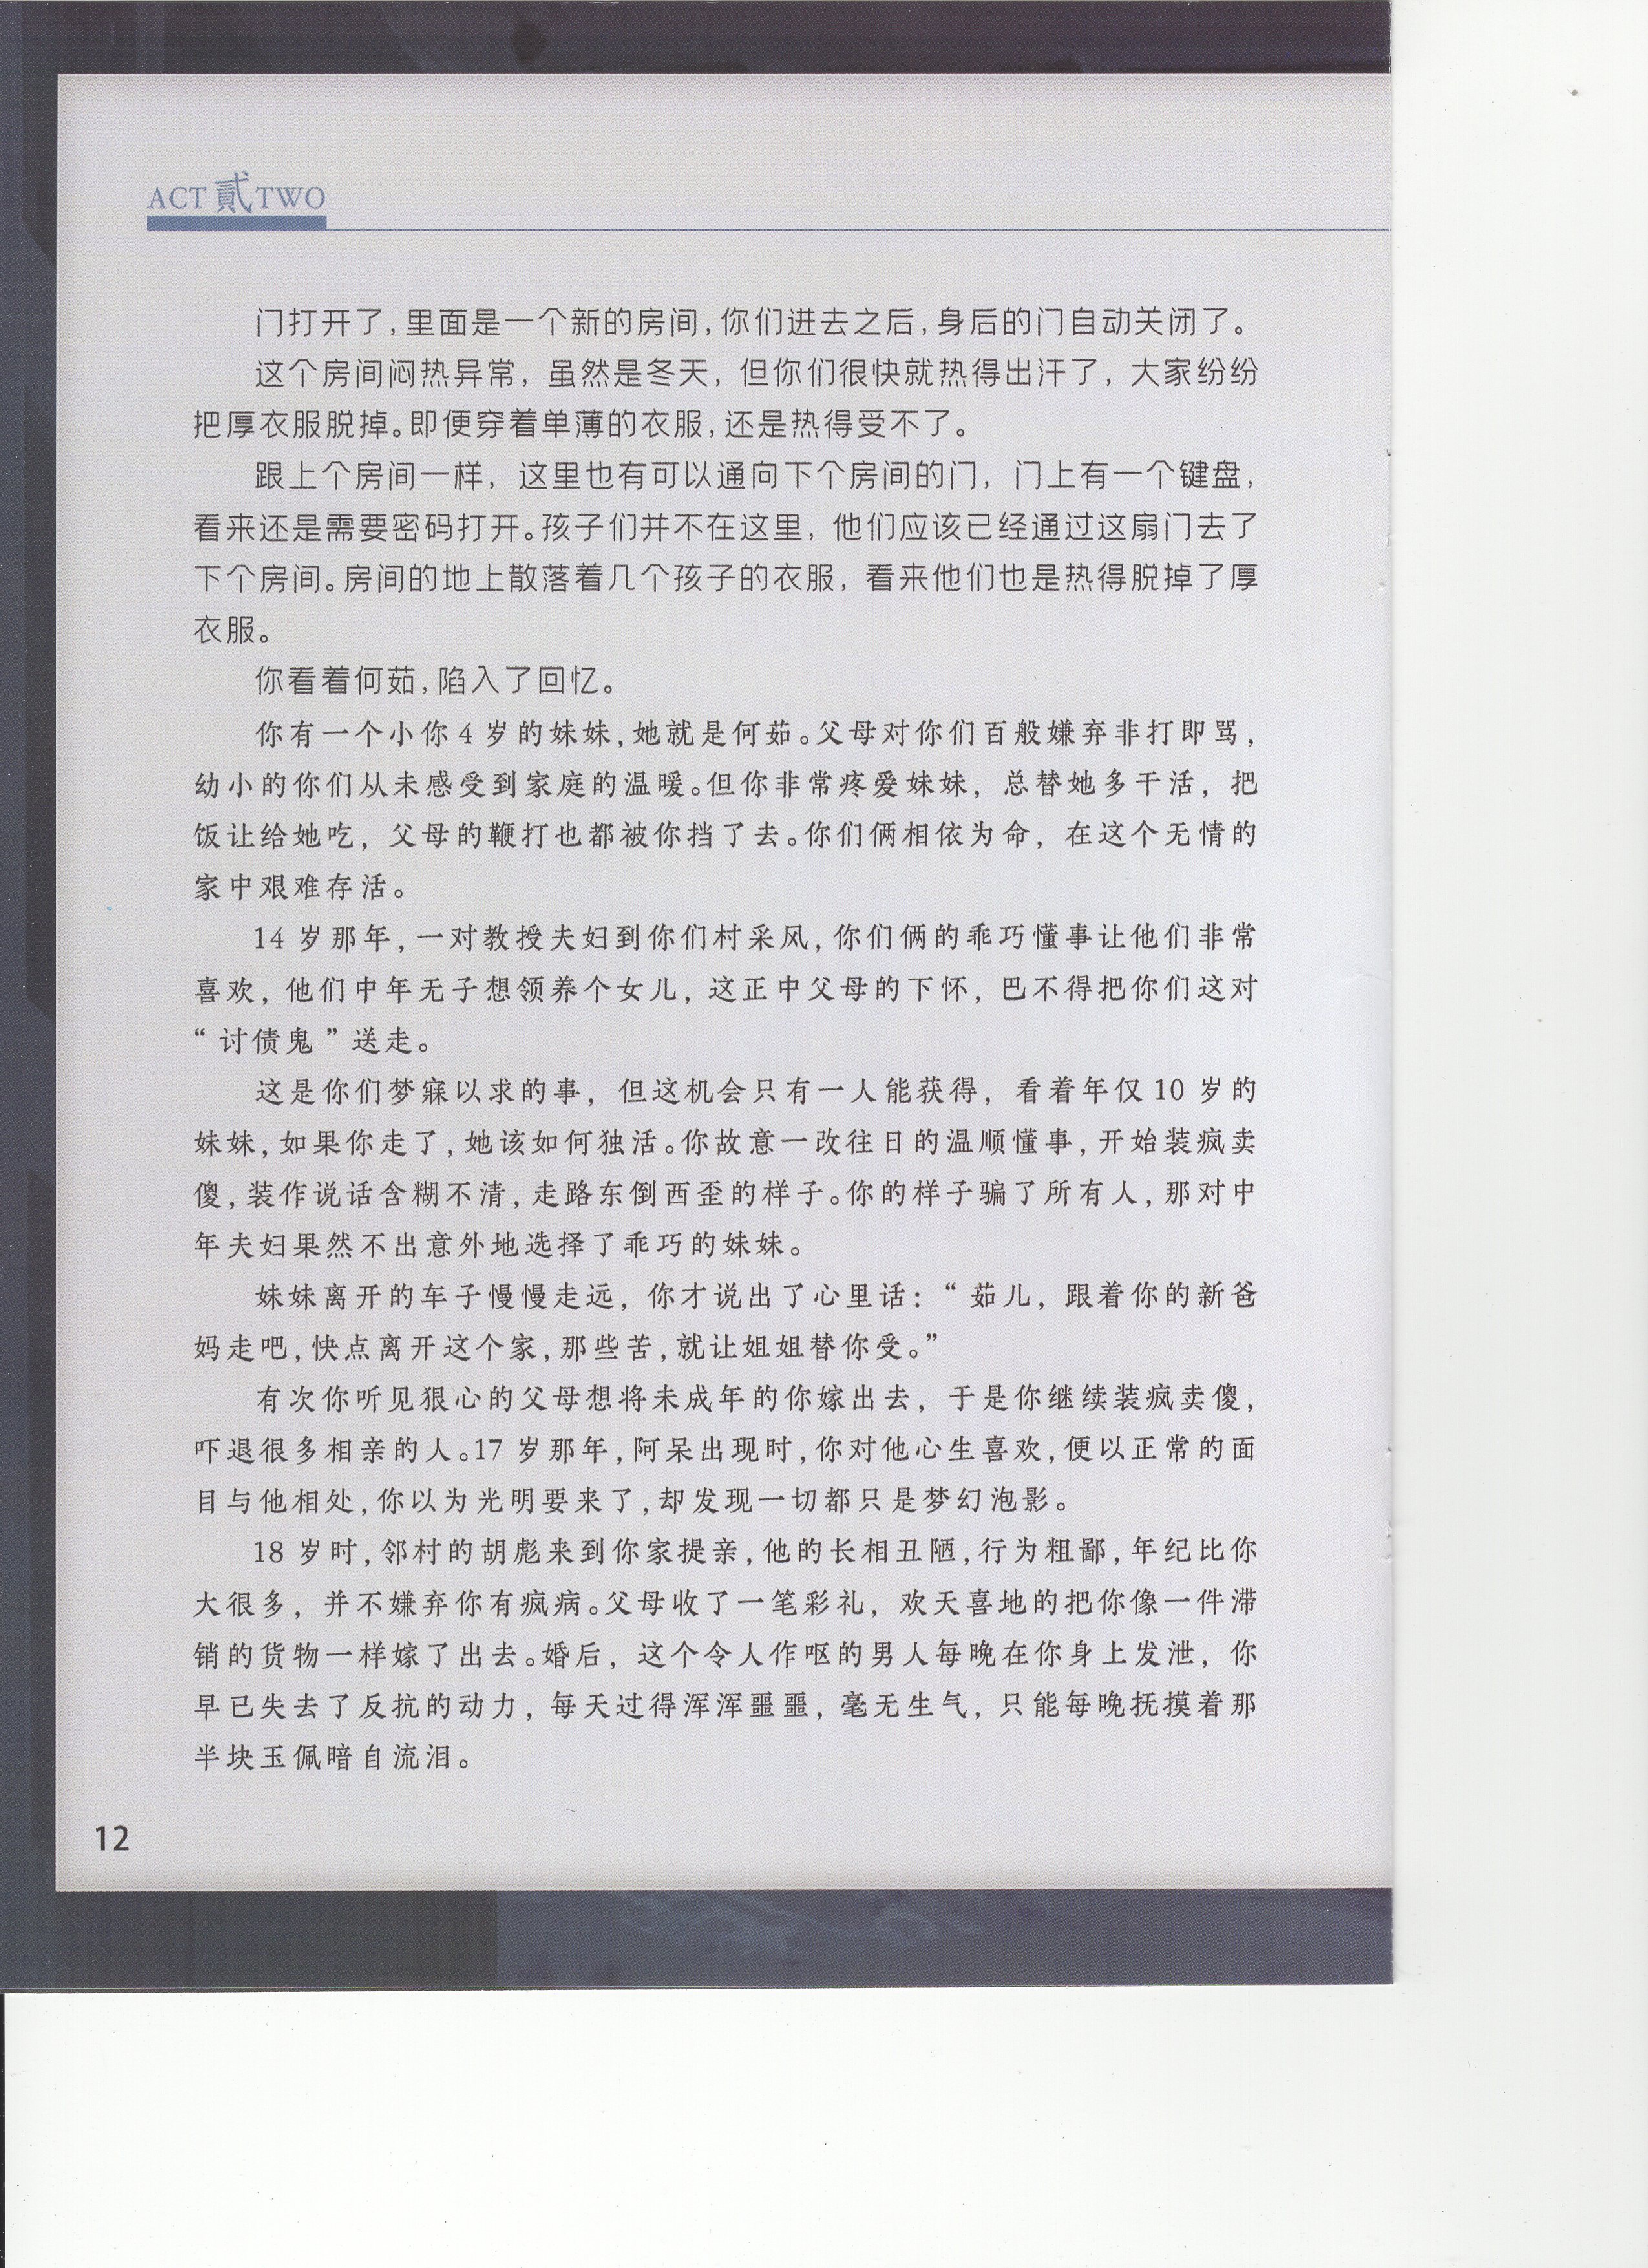 ACT 貳 TWO
门打开了,里面是一个新的房间,你们进去之后,身后的门自动关闭了。
这个房间闷热异常,虽然是冬天,但你们很快就热得出汗了,大家纷纷
把厚衣服脱掉。即便穿着单薄的衣服,还是热得受不了。
跟上个房间一样,这里也有可以通向下个房间的门,门上有一个键盘,
看来还是需要密码打开。孩子们并不在这里,他们应该已经通过这扇门去了
下个房间。房间的地上散落着几个孩子的衣服,看来他们也是热得脱掉了厚
衣服。
你看着何茹,陷入了回忆。
你有一个小你4岁的妹妹,她就是何茹。父母对你们百般嫌弃非打即骂,
幼小的你们从未感受到家庭的温暖。但你非常疼爱妹妹,总替她多干活,把
饭让给她吃,父母的鞭打也都被你挡了去。你们俩相依为命,在这个无情的
家中艰难存活。
14 岁那年,一对教授夫妇到你们村采风,你们俩的乖巧懂事让他们非常
喜欢,他们中年无子想领养个女儿,这正中父母的下怀,巴不得把你们这对
“讨债鬼”送走。
这是你们梦寐以求的事,但这机会只有一人能获得,看着年仅 10 岁的
妹妹,如果你走了,她该如何独活。你故意一改往日的温顺懂事,开始装疯卖
傻,装作说话含糊不清,走路东倒西歪的样子。你的样子骗了所有人,那对中
年夫妇果然不出意外地选择了乖巧的妹妹。
妹妹离开的车子慢慢走远,你才说出了心里话:“茹儿,跟着你的新爸
妈走吧,快点离开这个家,那些苦,就让姐姐替你受。”
有次你听见狠心的父母想将未成年的你嫁出去,于是你继续装疯卖傻,
吓退很多相亲的人。17 岁那年,阿呆出现时,你对他心生喜欢,便以正常的面
目与他相处,你以为光明要来了,却发现一切都只是梦幻泡影。
18 岁时,邻村的胡彪来到你家提亲,他的长相丑陋,行为粗鄙,年纪比你
大很多,并不嫌弃你有疯病。父母收了一笔彩礼,欢天喜地的把你像一件滞
销的货物一样嫁了出去。婚后,这个令人作呕的男人每晚在你身上发泄,你
早已失去了反抗的动力,每天过得浑浑噩噩,毫无生气,只能每晚抚摸着那
半块玉佩暗自流泪。
12